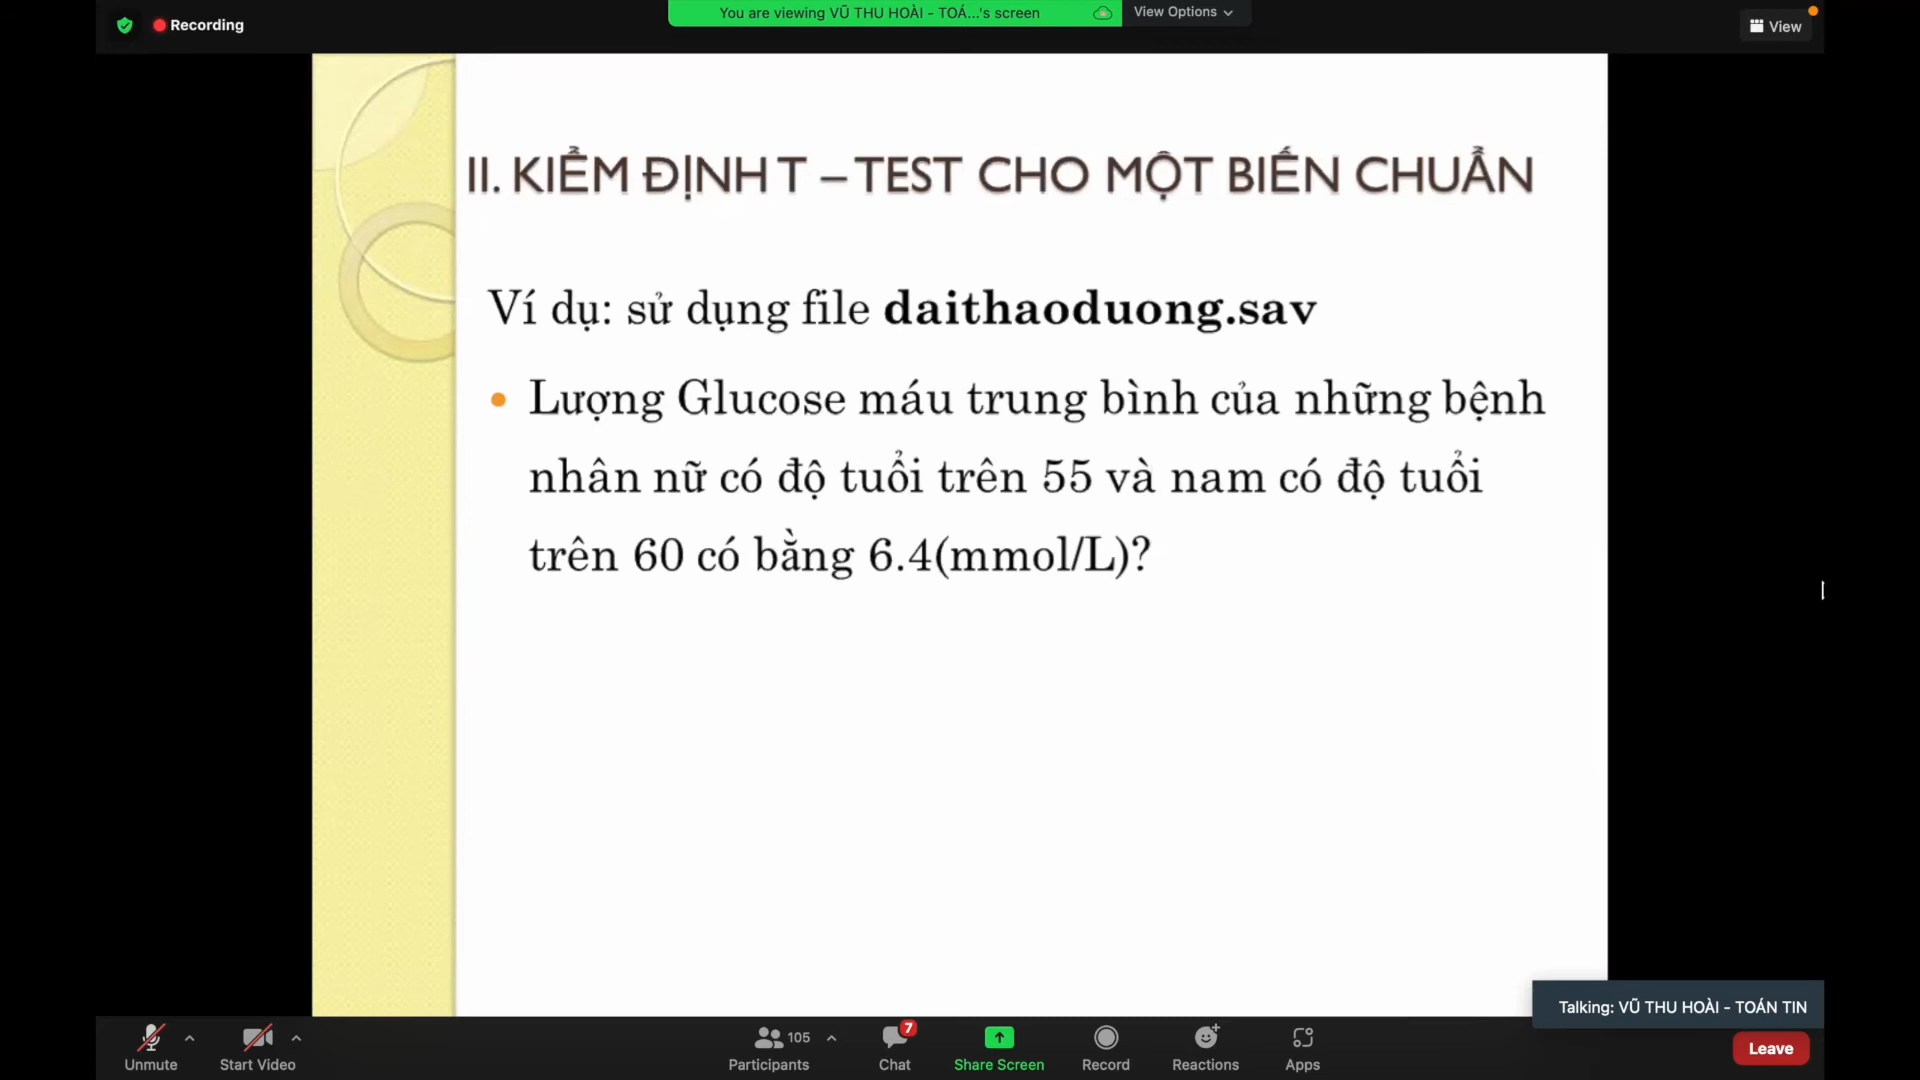 Recording
You are viewing VŨ THU HOÀI - TOÁ...'s screen
View Options
View
II. KIỂM ĐỊNH T – TEST CHO MỘT BIẾN CHUẨN
Ví dụ: sử dụng file daithaoduong.sav
• Lượng Glucose máu trung bình của những bệnh
nhân nữ có độ tuổi trên 55 và nam có độ tuổi
trên 60 có bằng 6.4(mmol/L)?
Talking: VŨ THU HOÀI - TOÁN TIN
Unmute
Start Video
105
Participants
7
Chat
Share Screen
Record
Reactions
Apps
Leave